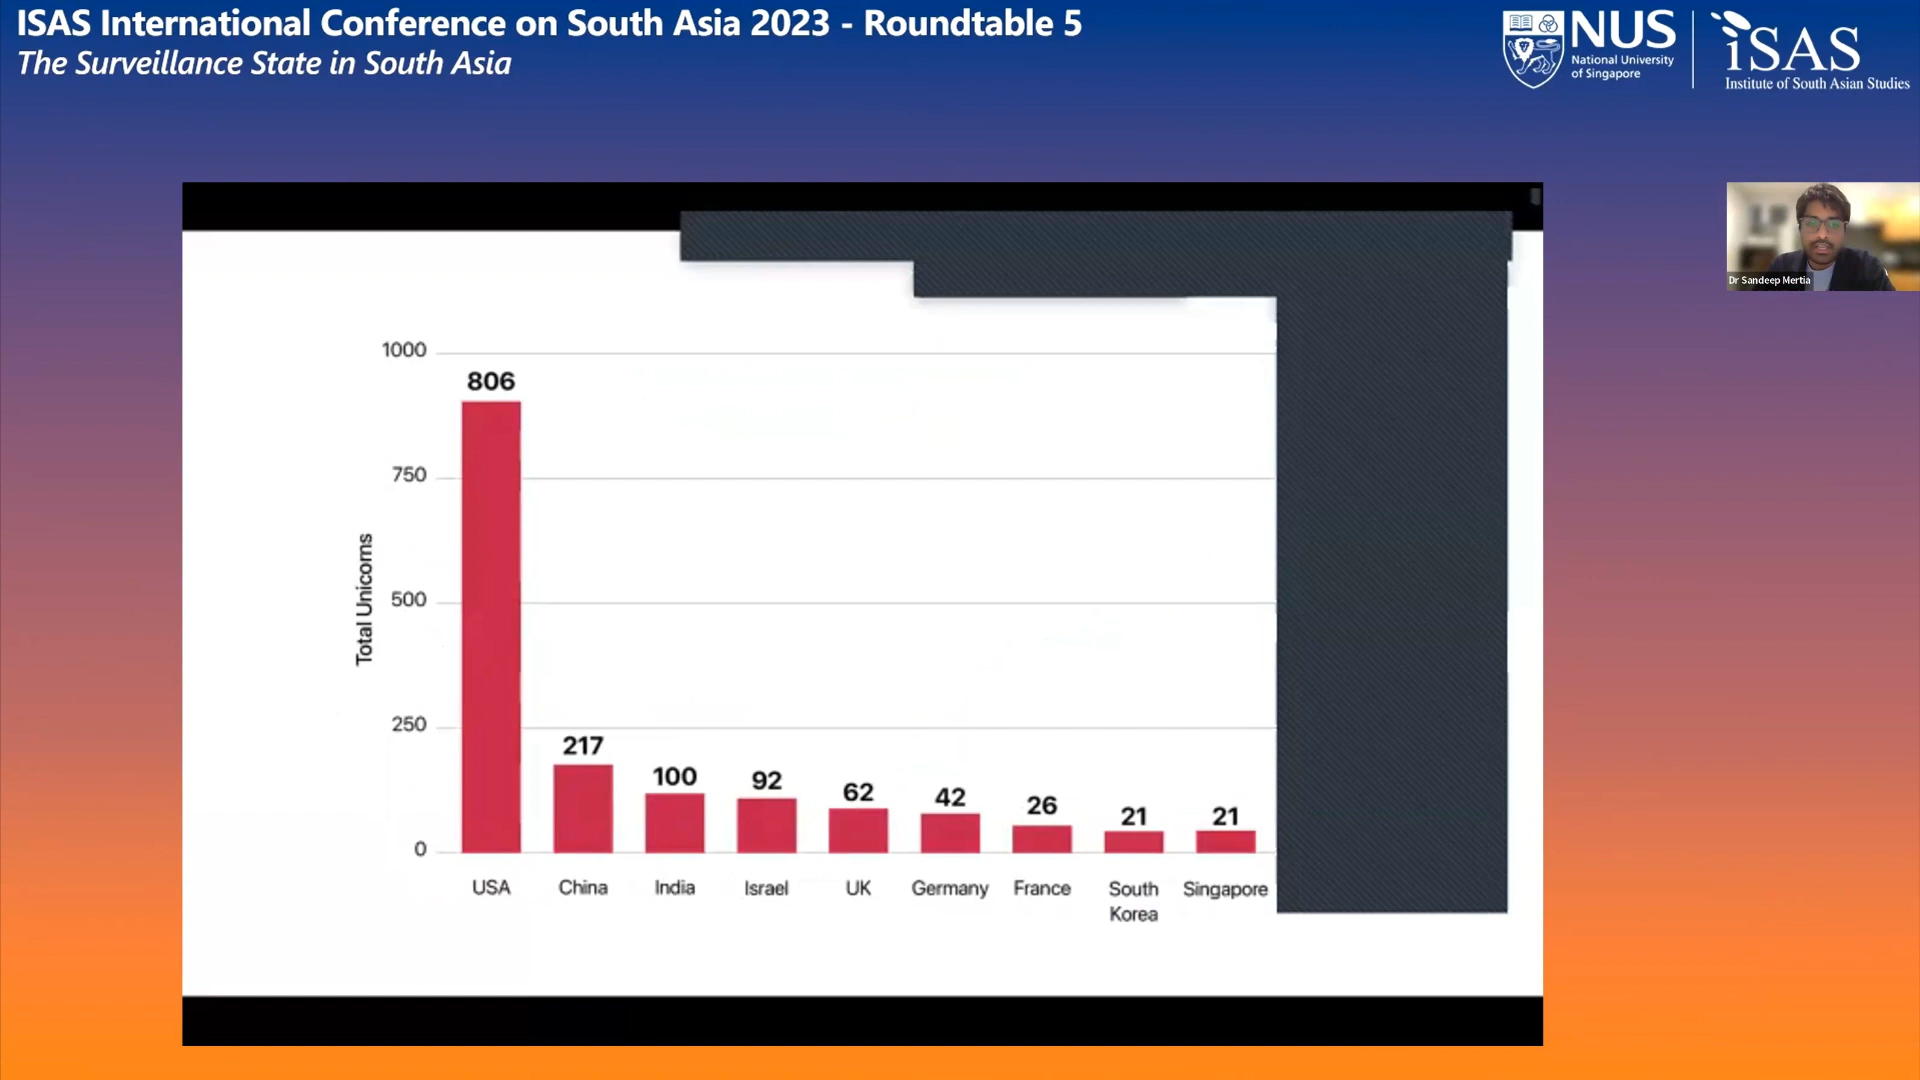 ISAS International Conference on South Asia 2023 - Roundtable 5
The Surveillance State in South Asia
NUS
National University
of Singapore
iSAS
Institute of South Asian Studies
Dr Sandeep Mertia
Total Unicorns
1000
750
500
250
0
806
217
100
92
62
42
26
21
21
USA
China
India
Israel
UK
Germany
France
South
Korea
Singapore